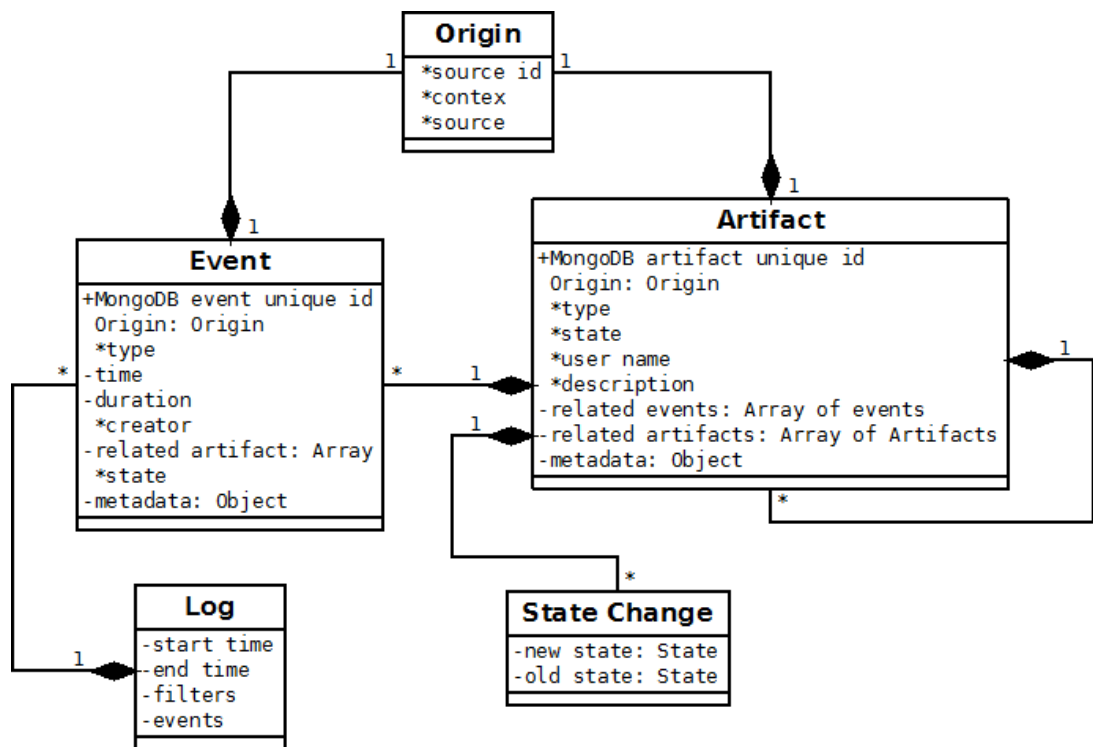 Origin
*source id
*contex
*source
1
1
1
1
Event
+MongoDB event unique id
Origin: Origin
*type
-time
-duration
*creator
-related artifact: Array
*state
-metadata: Object
*
*
Artifact
+MongoDB artifact unique id
Origin: Origin
*type
*state
*user name
*description
-related events: Array of events
-related artifacts: Array of Artifacts
-metadata: Object
1
1
1
*
*
Log
-start time
-end time
-filters
-events
1
State Change
-new state: State
-old state: State